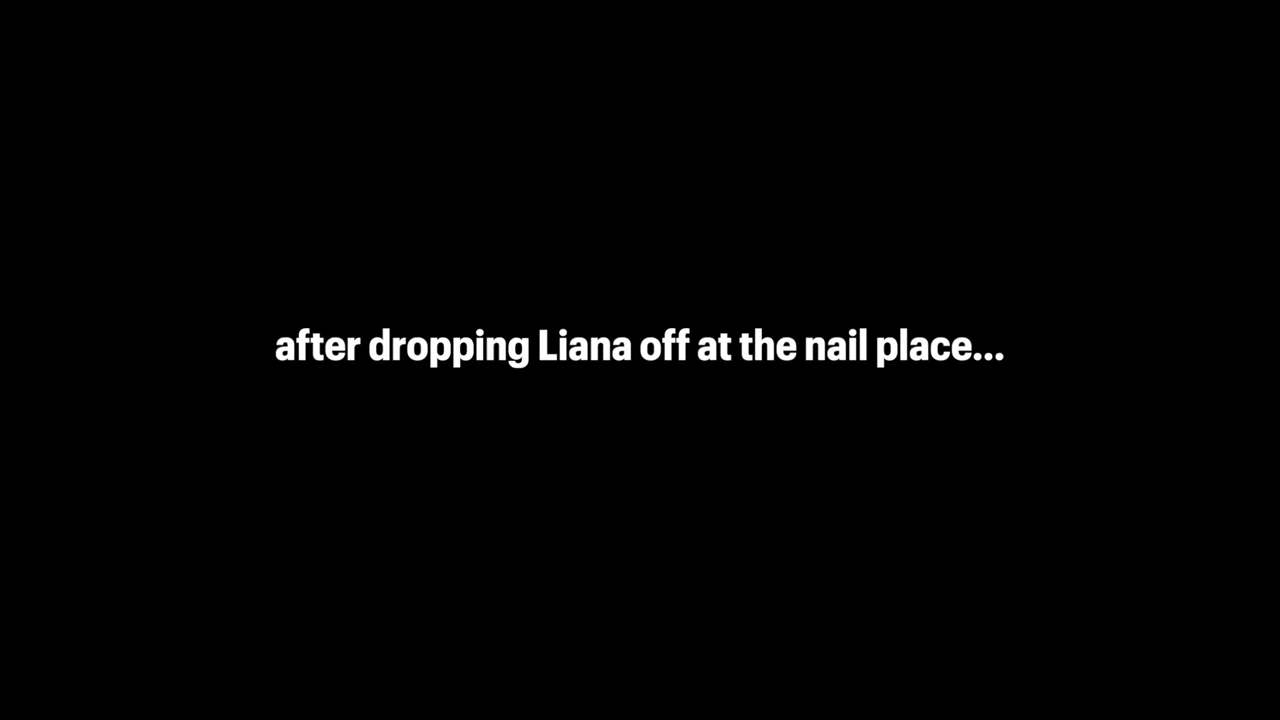 after dropping Liana off at the nail place...